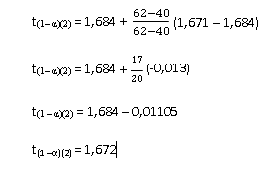 t(1−α)(2) = 1,684 + 62−40/62−40 (1,671 − 1,684)
t(1−α)(2) = 1,684 + 17/20 (-0,013)
t(1−α)(2) = 1,684 – 0,01105
t(1−α)(2) = 1,672